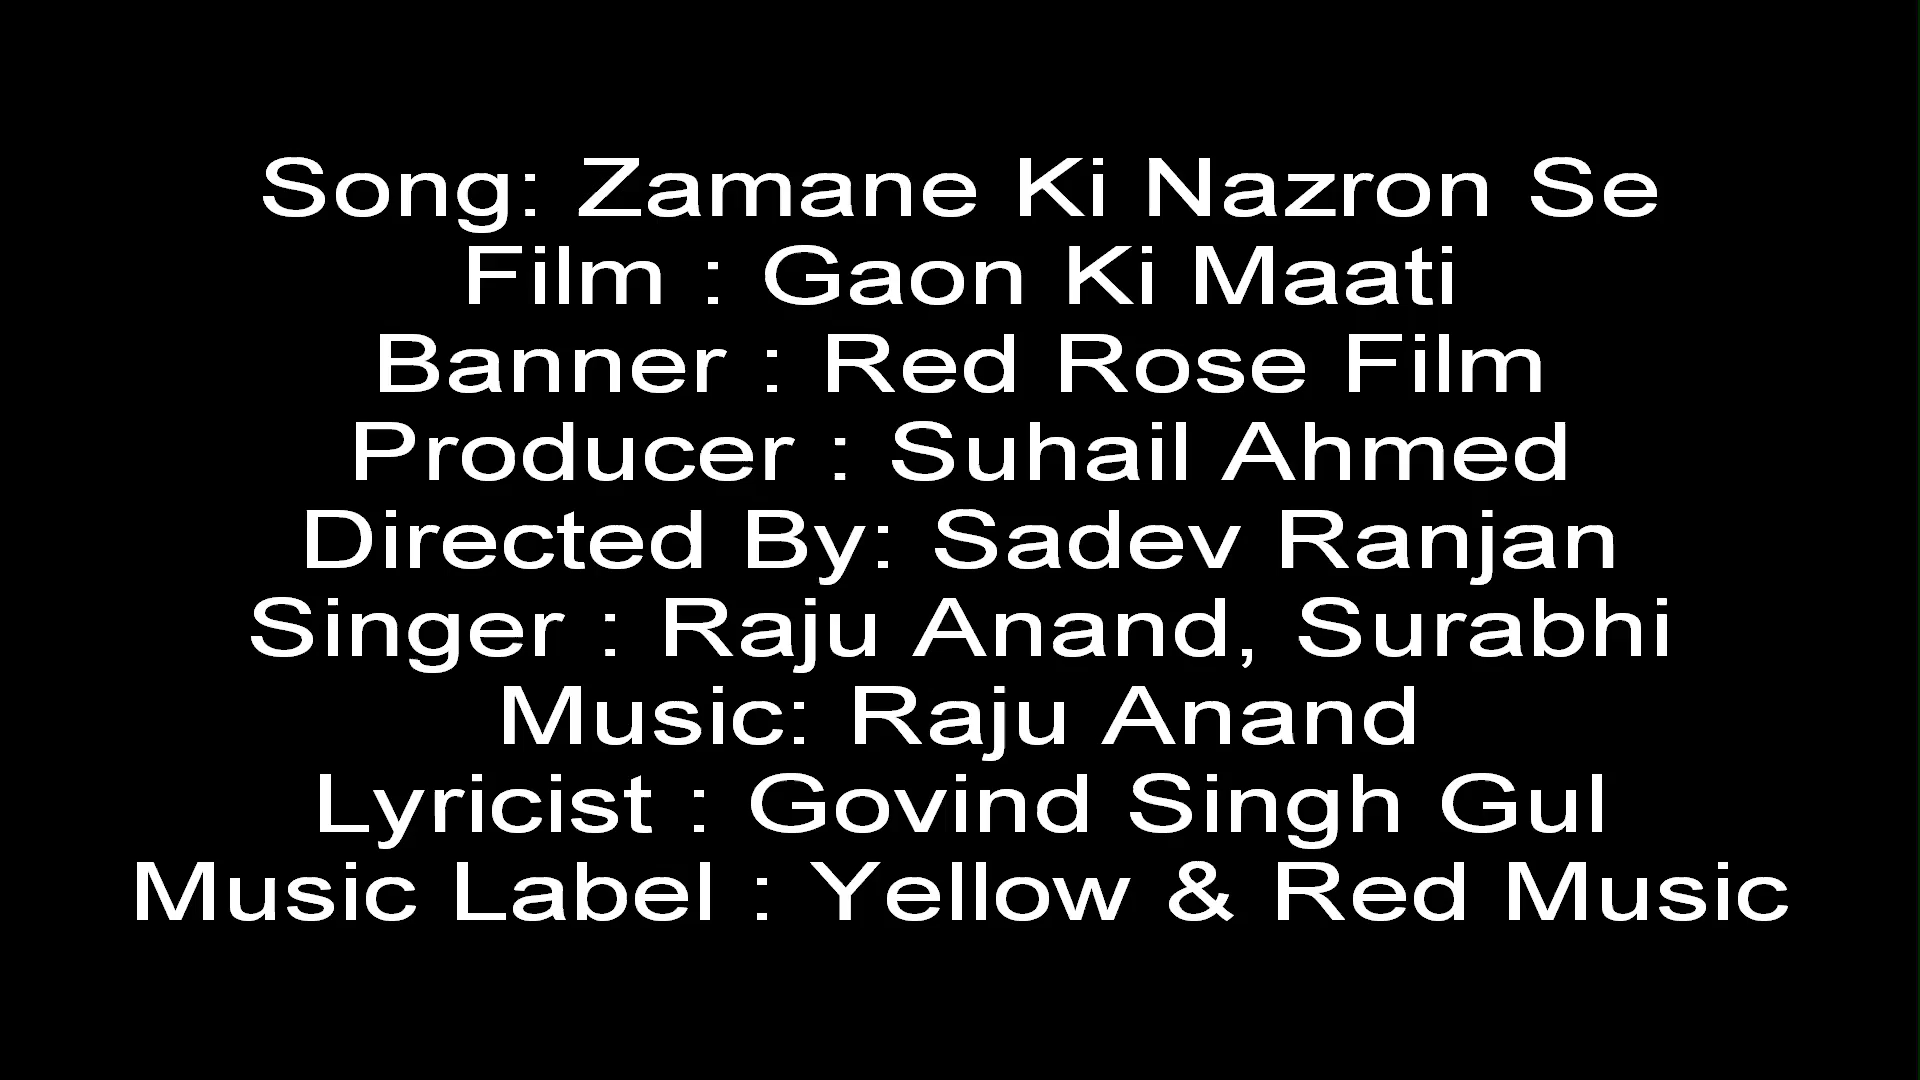 Song: Zamane Ki Nazron Se
Film : Gaon Ki Maati
Banner : Red Rose Film
Producer : Suhail Ahmed
Directed By: Sadev Ranjan
Singer : Raju Anand, Surabhi
Music: Raju Anand
Lyricist : Govind Singh Gul
Music Label : Yellow & Red Music